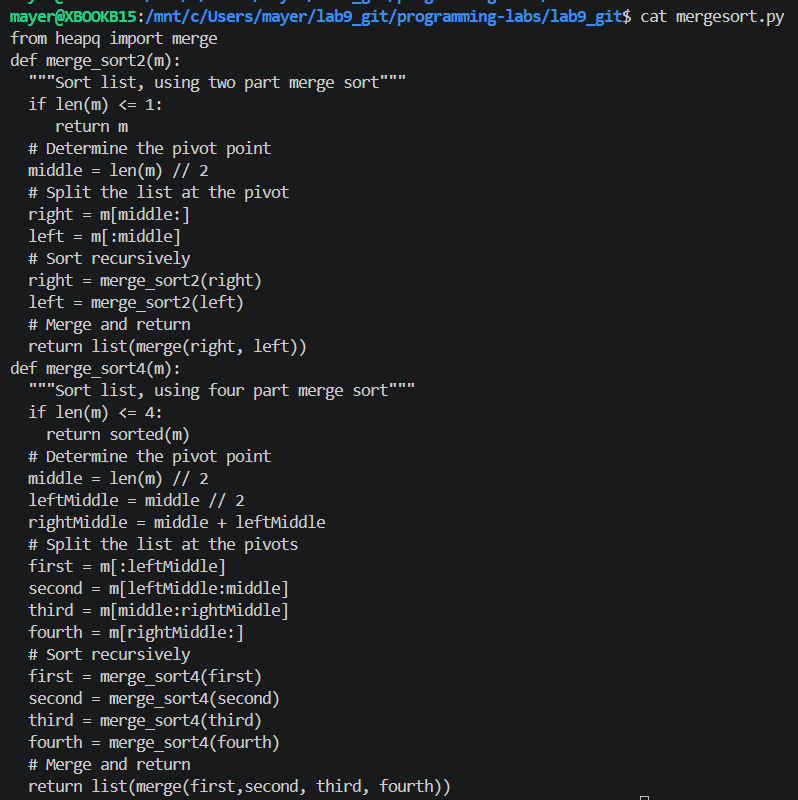 mayer@XBOOKB15:/mnt/c/Users/mayer/lab9_git/programming-labs/lab9_git$ cat mergesort.py
from heapq import merge
def merge_sort2(m):
  """Sort list, using two part merge sort"""
  if len(m) <= 1:
     return m
  # Determine the pivot point
  middle = len(m) // 2
  # Split the list at the pivot
  right = m[middle:]
  left = m[:middle]
  # Sort recursively
  right = merge_sort2(right)
  left = merge_sort2(left)
  # Merge and return
  return list(merge(right, left))
def merge_sort4(m):
  """Sort list, using four part merge sort"""
  if len(m) <= 4:
    return sorted(m)
  # Determine the pivot point
  middle = len(m) // 2
  leftMiddle = middle // 2
  rightMiddle = middle + leftMiddle
  # Split the list at the pivots
  first = m[:leftMiddle]
  second = m[leftMiddle:middle]
  third = m[middle:rightMiddle]
  fourth = m[rightMiddle:]
  # Sort recursively
  first = merge_sort4(first)
  second = merge_sort4(second)
  third = merge_sort4(third)
  fourth = merge_sort4(fourth)
  # Merge and return
  return list(merge(first,second, third, fourth))